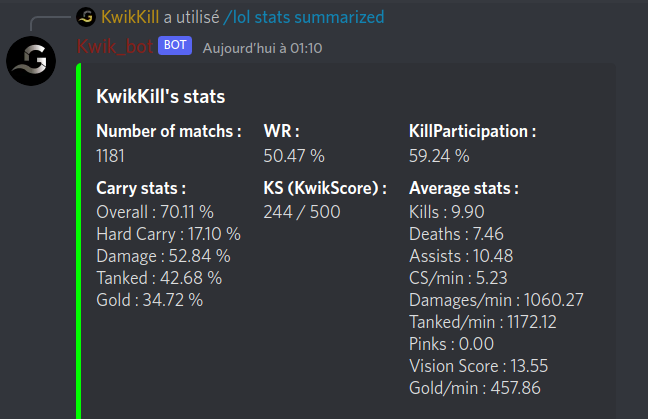 KwikKill a utilisé /lol stats summarized
Kwik_bot BOT Aujourd'hui à 01:10
KwikKill's stats
Number of matchs : WR : KillParticipation :
1181 50.47 % 59.24 %
Carry stats : KS (KwikScore) : Average stats :
Overall : 70.11 % 244 / 500 Kills : 9.90
Hard Carry : 17.10 % Deaths : 7.46
Damage : 52.84 % Assists : 10.48
Tanked : 42.68 % CS/min : 5.23
Gold : 34.72 % Damages/min : 1060.27
Tanked/min : 1172.12
Pinks : 0.00
Vision Score : 13.55
Gold/min : 457.86